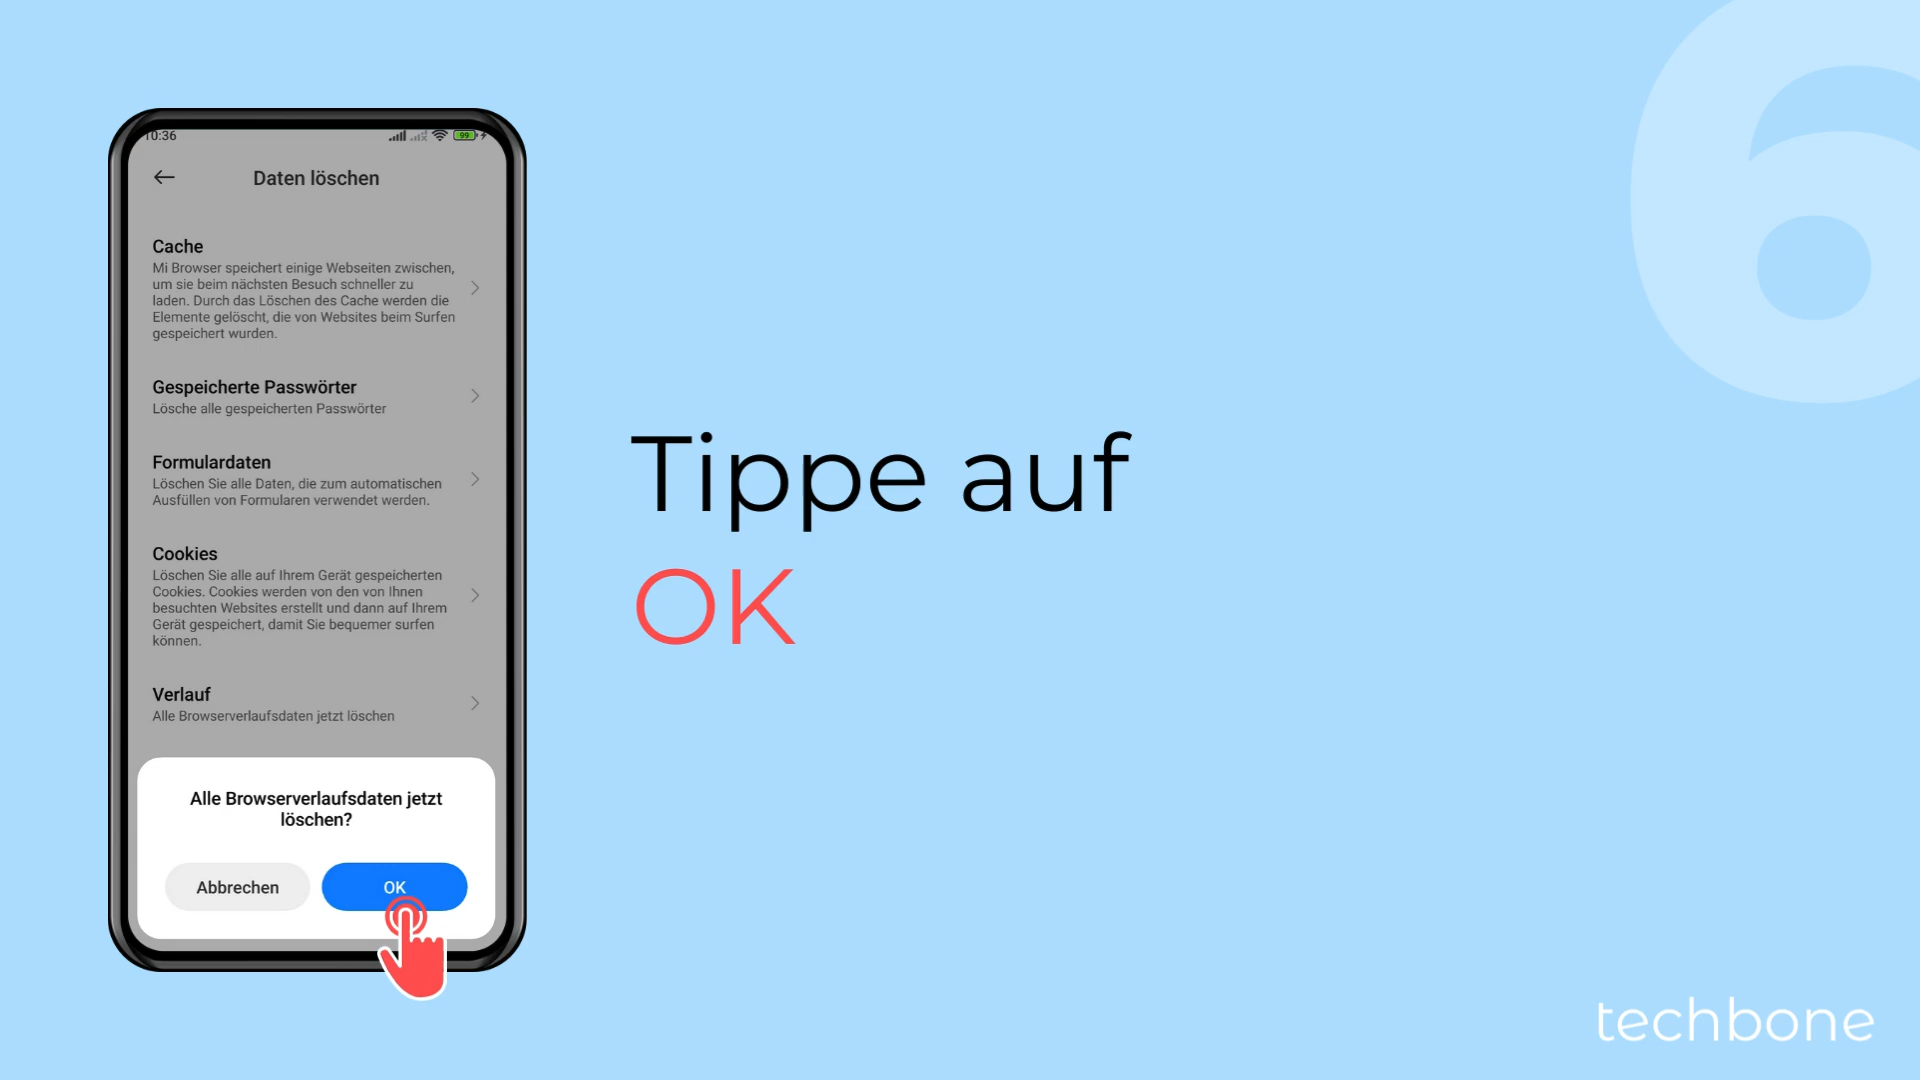 6
10:36
99
Daten löschen
Cache
Mi Browser speichert einige Webseiten zwischen,
um sie beim nächsten Besuch schneller zu
laden. Durch das Löschen des Cache werden die
Elemente gelöscht, die von Websites beim Surfen
gespeichert wurden.
Gespeicherte Passwörter
Lösche alle gespeicherten Passwörter
Formulardaten
Löschen Sie alle Daten, die zum automatischen
Ausfüllen von Formularen verwendet werden.
Cookies
Löschen Sie alle auf Ihrem Gerät gespeicherten
Cookies. Cookies werden von den von Ihnen
besuchten Websites erstellt und dann auf Ihrem
Gerät gespeichert, damit Sie bequemer surfen
können.
Verlauf
Alle Browserverlaufsdaten jetzt löschen
Alle Browserverlaufsdaten jetzt
löschen?
Abbrechen
OK
Tippe auf
OK
techbone